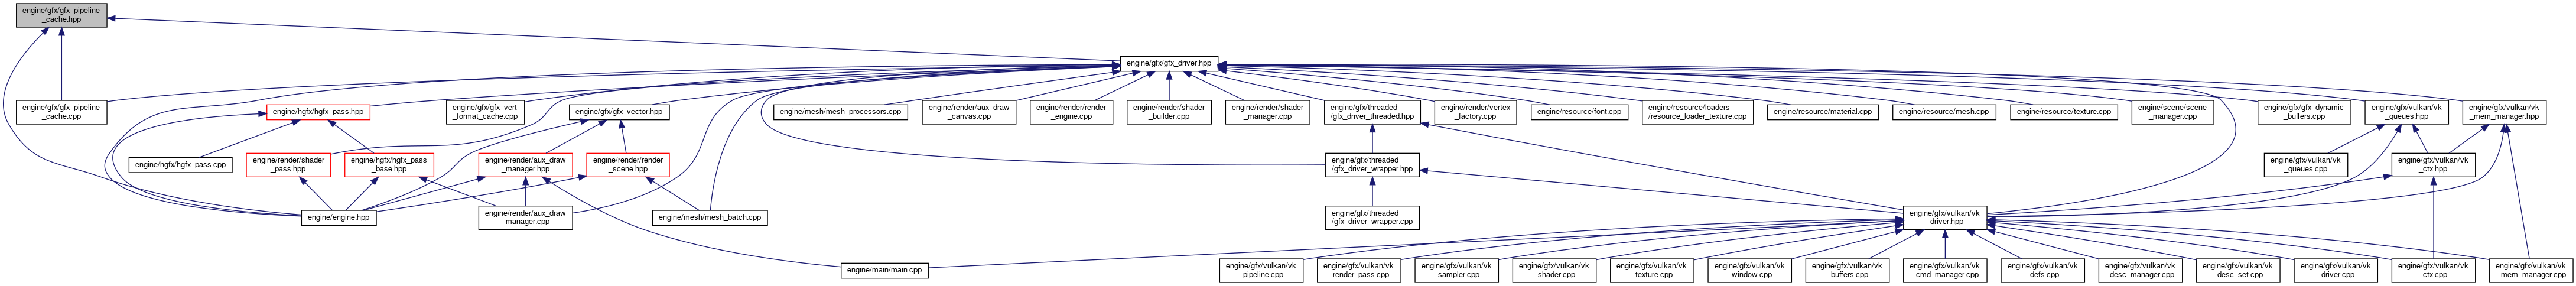 engine/gfx/gfx_pipeline
_cache.hpp
engine/gfx/gfx_driver.hpp
engine/gfx/gfx_pipeline
_cache.cpp
engine/hgfx/hgfx_pass.hpp
engine/gfx/gfx_vert
_format_cache.cpp
engine/gfx/gfx_vector.hpp
engine/mesh/mesh_processors.cpp
engine/render/aux_draw
_canvas.cpp
engine/render/render
_engine.cpp
engine/render/shader
_builder.cpp
engine/render/shader
_manager.cpp
engine/gfx/threaded
/gfx_driver_threaded.hpp
engine/render/vertex
_factory.cpp
engine/resource/font.cpp
engine/resource/loaders
/resource_loader_texture.cpp
engine/resource/material.cpp
engine/resource/mesh.cpp
engine/resource/texture.cpp
engine/scene/scene
_manager.cpp
engine/gfx/gfx_dynamic
_buffers.cpp
engine/gfx/vulkan/vk
_queues.hpp
engine/gfx/vulkan/vk
_mem_manager.hpp
engine/hgfx/hgfx_pass.cpp
engine/render/shader
_pass.hpp
engine/hgfx/hgfx_pass
_base.hpp
engine/render/aux_draw
_manager.hpp
engine/render/render
_scene.hpp
engine/gfx/threaded
/gfx_driver_wrapper.hpp
engine/gfx/vulkan/vk
_queues.cpp
engine/gfx/vulkan/vk
_ctx.hpp
engine/engine.hpp
engine/render/aux_draw
_manager.cpp
engine/mesh/mesh_batch.cpp
engine/gfx/threaded
/gfx_driver_wrapper.cpp
engine/gfx/vulkan/vk
_driver.hpp
engine/main/main.cpp
engine/gfx/vulkan/vk
_pipeline.cpp
engine/gfx/vulkan/vk
_render_pass.cpp
engine/gfx/vulkan/vk
_sampler.cpp
engine/gfx/vulkan/vk
_shader.cpp
engine/gfx/vulkan/vk
_texture.cpp
engine/gfx/vulkan/vk
_window.cpp
engine/gfx/vulkan/vk
_buffers.cpp
engine/gfx/vulkan/vk
_cmd_manager.cpp
engine/gfx/vulkan/vk
_defs.cpp
engine/gfx/vulkan/vk
_desc_manager.cpp
engine/gfx/vulkan/vk
_desc_set.cpp
engine/gfx/vulkan/vk
_driver.cpp
engine/gfx/vulkan/vk
_ctx.cpp
engine/gfx/vulkan/vk
_mem_manager.cpp